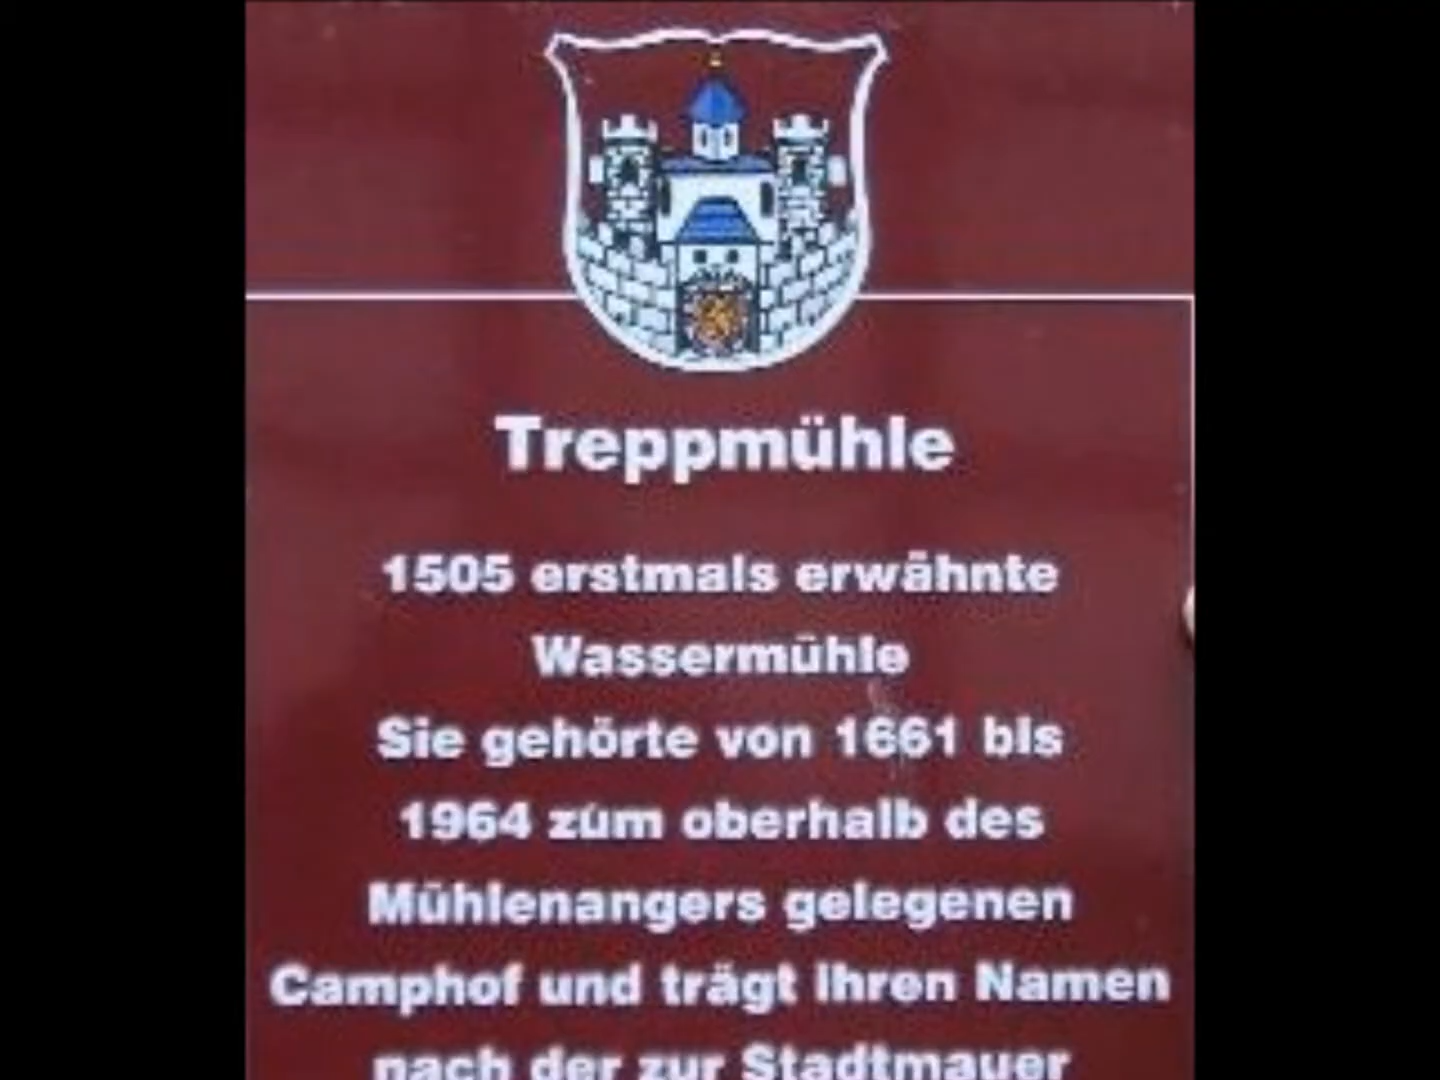 Treppmühle
1505 erstmals erwähnte
Wassermühle
Sie gehörte von 1661 bis
1964 zum oberhalb des
Mühlenangers gelegenen
Camphof und trägt ihren Namen
nach der zur Stadtmauer